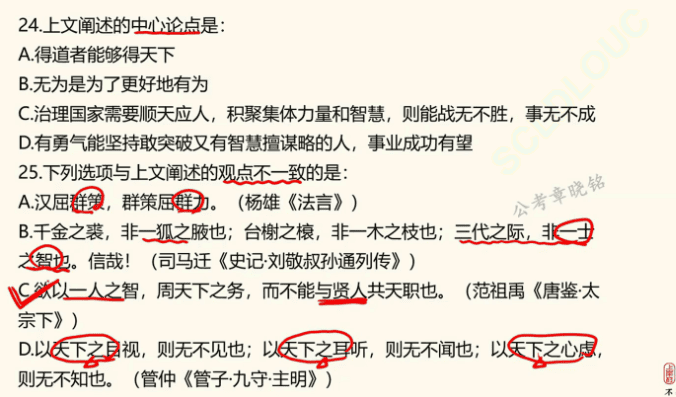 24.上文阐述的中心论点是：
A.得道者能够得天下
B.无为是为了更好地有为
C.治理国家需要顺天应人，积聚集体力量和智慧，则能战无不胜，事无不成
D.有勇气能坚持敢突破又有智慧擅谋略的人，事业成功有望
25.下列选项与上文阐述的观点不一致的是：
A.汉屈群策，群策屈群力。（杨雄《法言》）
B.千金之裘，非一狐之腋也；台榭之榱，非一木之枝也；三代之际，非一士
之智也。信哉！（司马迁《史记·刘敬叔孙通列传》）
C.欲以一人之智，周天下之务，而不能与贤人共天职也。（范祖禹《唐鉴·太
宗下》）
D.以天下之目视，则无不见也；以天下之耳听，则无不闻也；以天下之心虑，
则无不知也。（管仲《管子·九守·主明》）
公考章晓铭
不